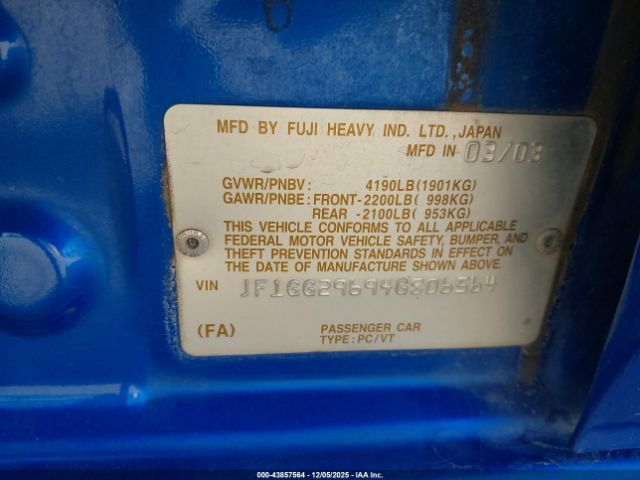 MFD BY FUJI HEAVY IND. LTD. ,JAPAN
MFD IN 03/03
GVWR/PNBV : 4190LB(1901KG)
GAWR/PNBE : FRONT-2200LB( 998KG)
REAR -2100LB( 953KG)
THIS VEHICLE CONFORMS TO ALL APPLICABLE
FEDERAL MOTOR VEHICLE SAFETY, BUMPER, AND
THEFT PREVENTION STANDARDS IN EFFECT ON
THE DATE OF MANUFACTURE SHOWN ABOVE.
VIN JF1GG29694G806564
(FA) PASSENGER CAR
TYPE : PC/VT
000-43857564 - 12/05/2025 - IAA Inc.